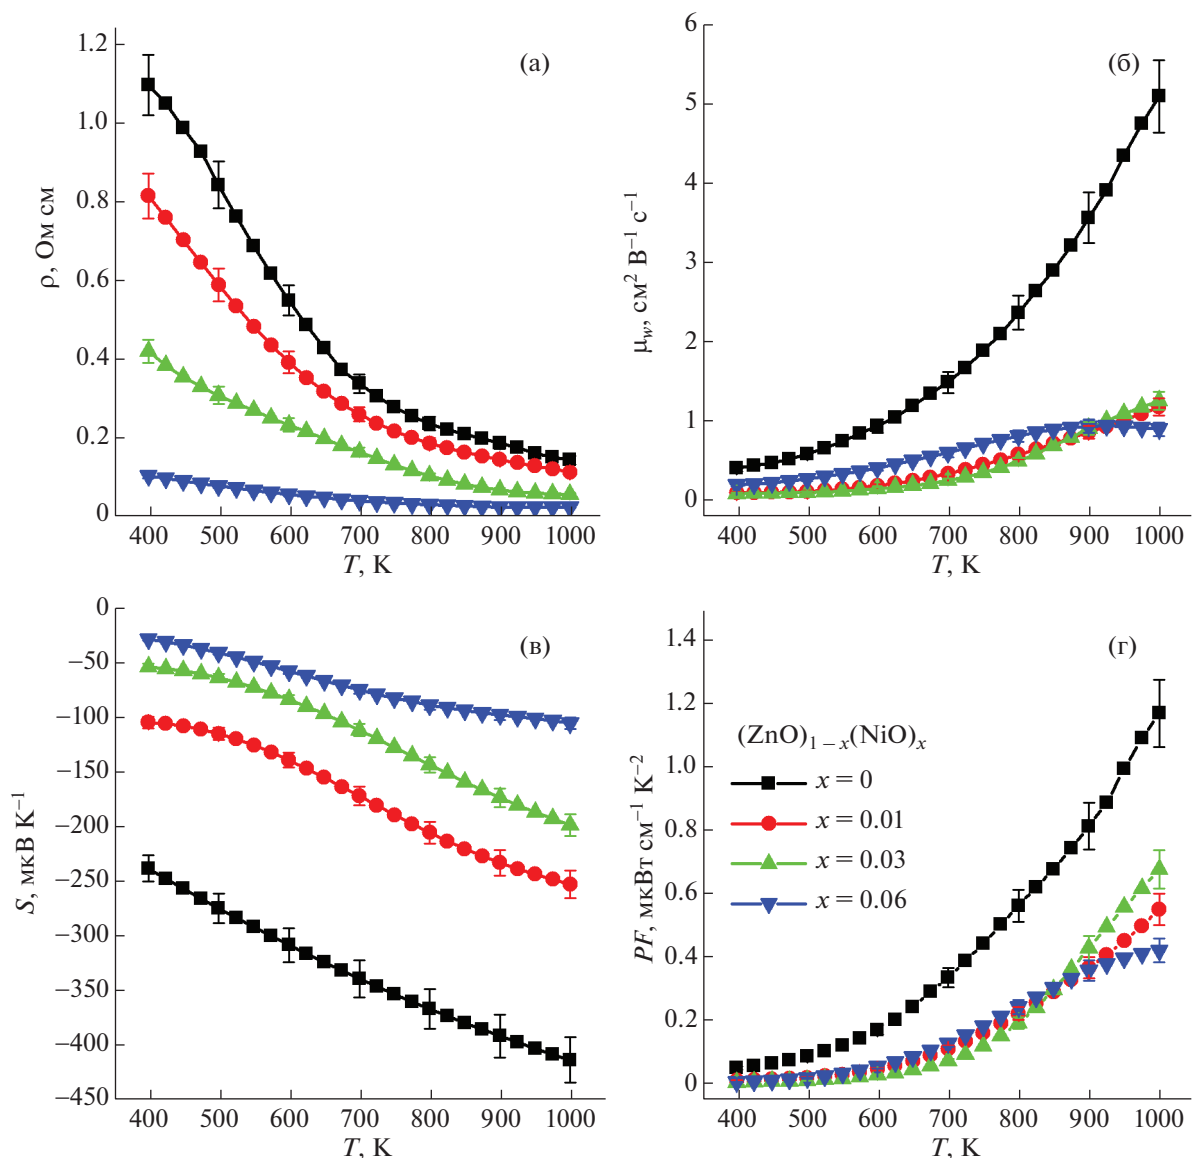 (а)
ρ, Ом см
1.2
1.0
0.8
0.6
0.4
0.2
0
400 500 600 700 800 900 1000
T, K
(б)
μw, см² В⁻¹ с⁻¹
6
5
4
3
2
1
0
400 500 600 700 800 900 1000
T, K
(в)
S, мкВ К⁻¹
0
−50
−100
−150
−200
−250
−300
−350
−400
−450
400 500 600 700 800 900 1000
T, K
(г)
PF, мкВт см⁻¹ К⁻²
1.4
1.2
1.0
0.8
0.6
0.4
0.2
0
(ZnO)1 − x(NiO)x
x = 0
x = 0.01
x = 0.03
x = 0.06
400 500 600 700 800 900 1000
T, K